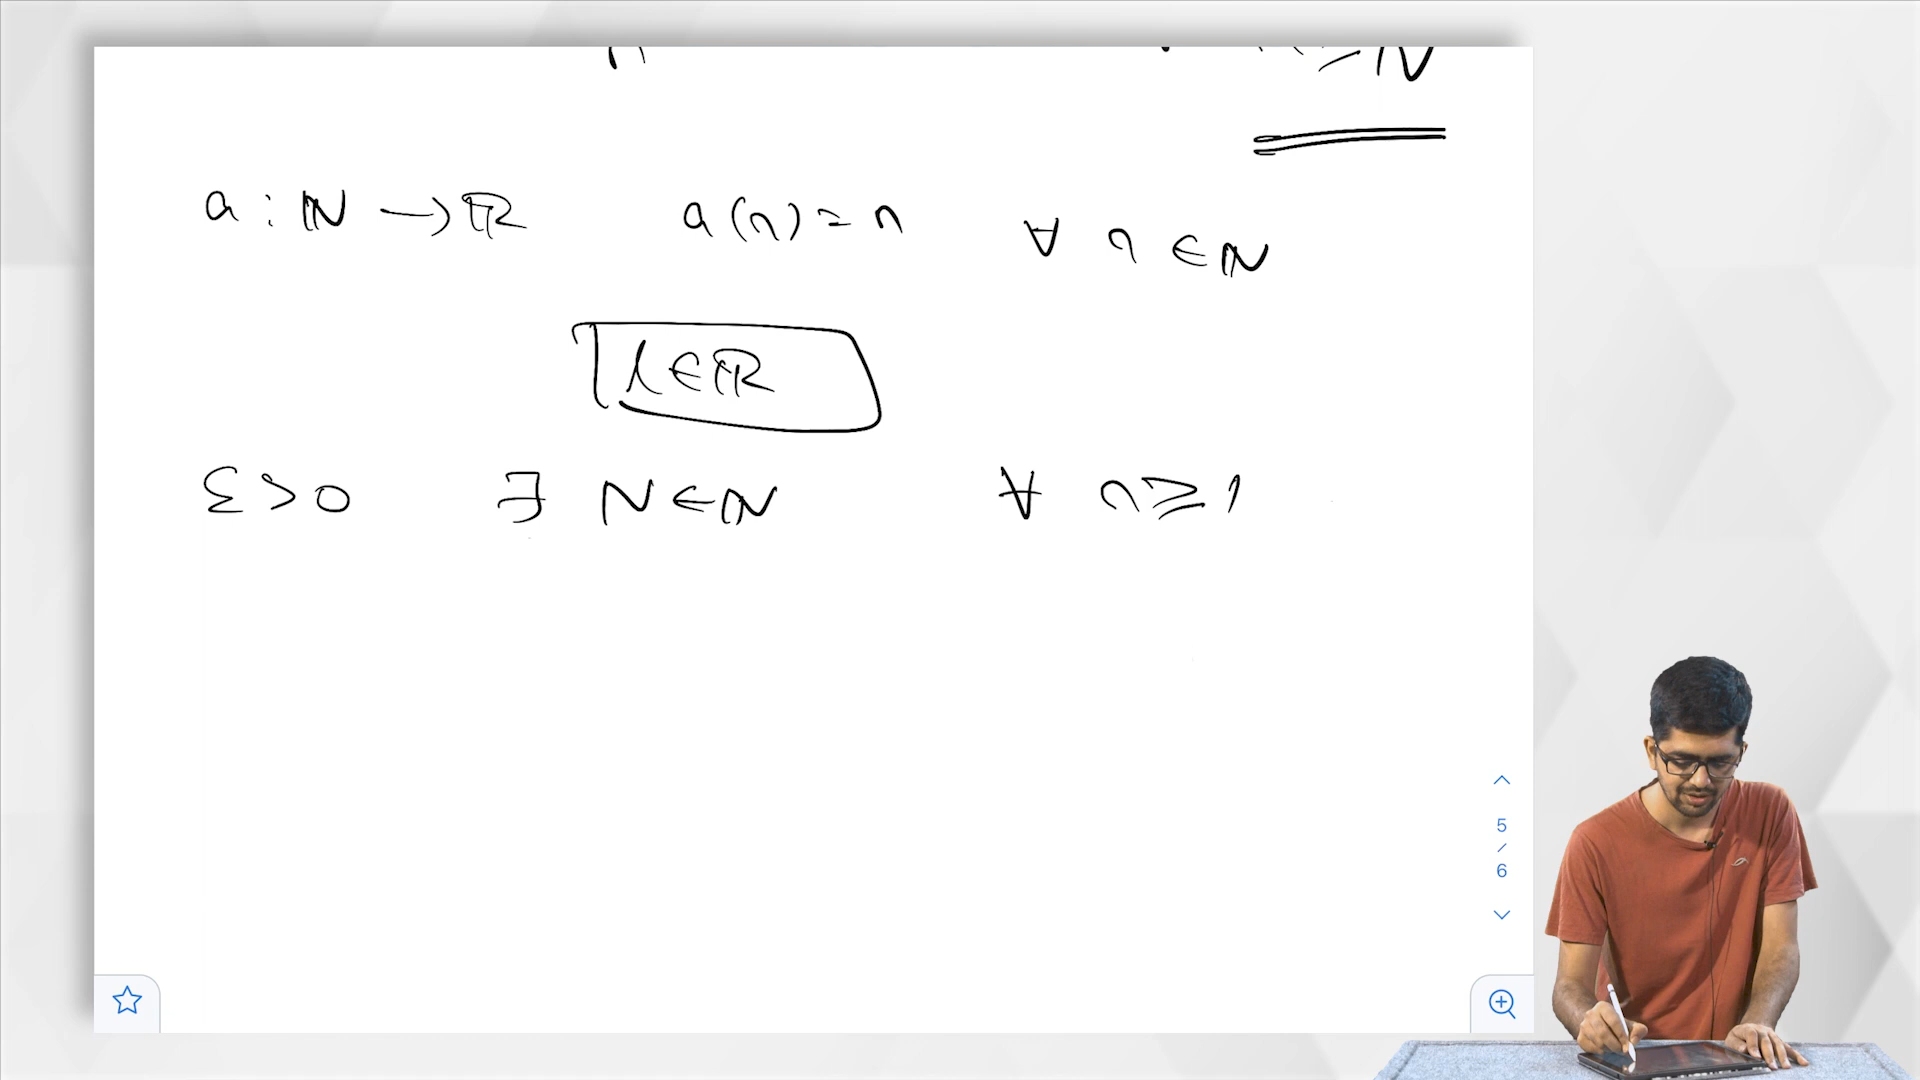 ≥ N
a : ℕ → ℝ a(n) = n ∀ n ∈ ℕ
l ∈ ℝ
ε > 0 ∃ N ∈ ℕ ∀ n ≥ 1
5
/
6